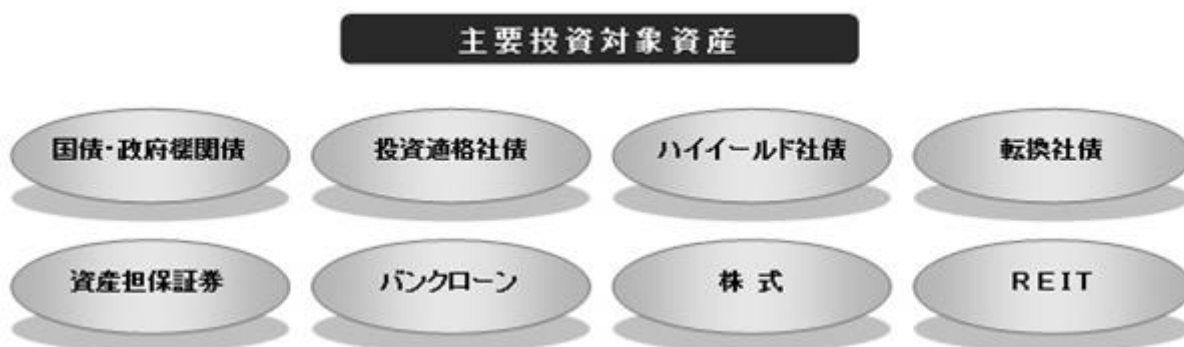 主要投資対象資産
国債・政府機関債
投資適格社債
ハイイールド社債
転換社債
資産担保証券
バンクローン
株 式
REIT